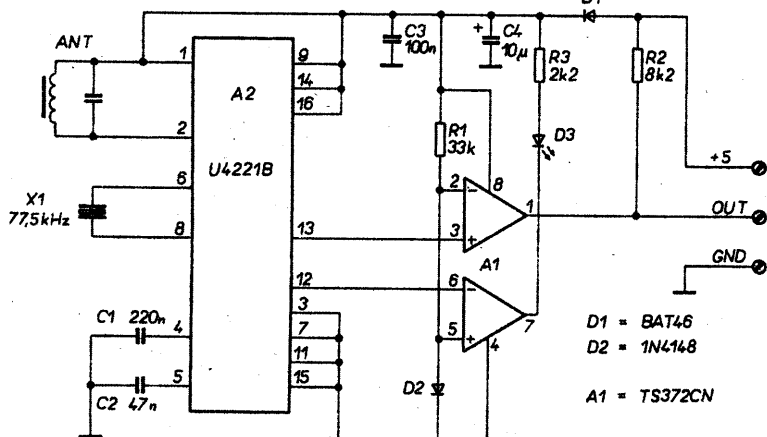 D1
ANT
1
9
C3
100n
+
C4
10µ
R3
2k2
R2
8k2
A2
14
16
2
R1
33k
D3
+5
U4221B
6
2
8
X1
77,5kHz
8
13
3
1
OUT
12
A1
6
GND
3
C1 220n
4
7
5
7
4
D1 = BAT46
11
D2 = 1N4148
5
15
D2
C2 47n
A1 = TS372CN